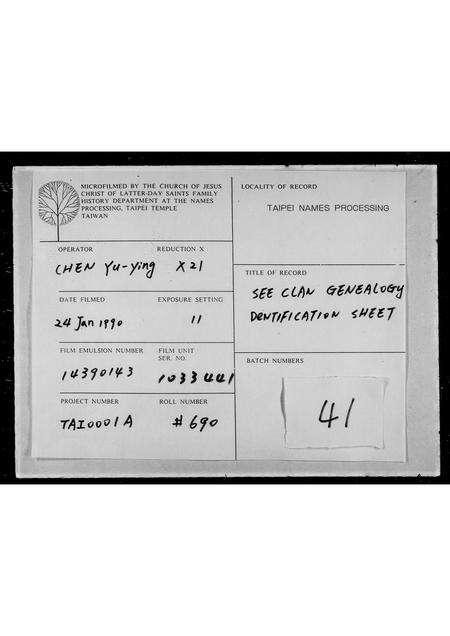 MICROFILMED BY THE CHURCH OF JESUS
CHRIST OF LATTER-DAY SAINTS FAMILY
HISTORY DEPARTMENT AT THE NAMES
PROCESSING, TAIPEI TEMPLE
TAIWAN
OPERATOR
REDUCTION X
CHEN Yu-ying
X21
DATE FILMED
EXPOSURE SETTING
24 Jan 1990
11
FILM EMULSION NUMBER
FILM UNIT
SER. NO.
14390143
1033441
PROJECT NUMBER
ROLL NUMBER
TAI0001A
#690
LOCALITY OF RECORD
TAIPEI NAMES PROCESSING
TITLE OF RECORD
SEE CLAN GENEALOGY
DENTIFICATION SHEET
BATCH NUMBERS
41